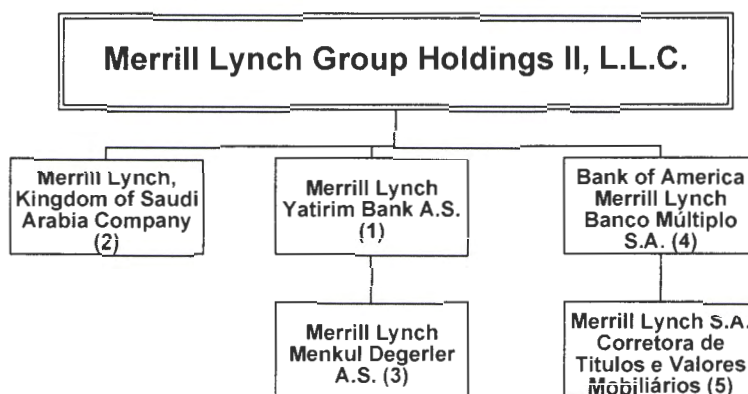 Merrill Lynch Group Holdings II, L.L.C.
Merrill Lynch,
Kingdom of Saudi
Arabia Company
(2)
Merrill Lynch
Yatirim Bank A.S.
(1)
Bank of America
Merrill Lynch
Banco Múltiplo
S.A. (4)
Merrill Lynch
Menkul Degerler
A.S. (3)
Merrill Lynch S.A.
Corretora de
Titulos e Valores
Mobiliários (5)